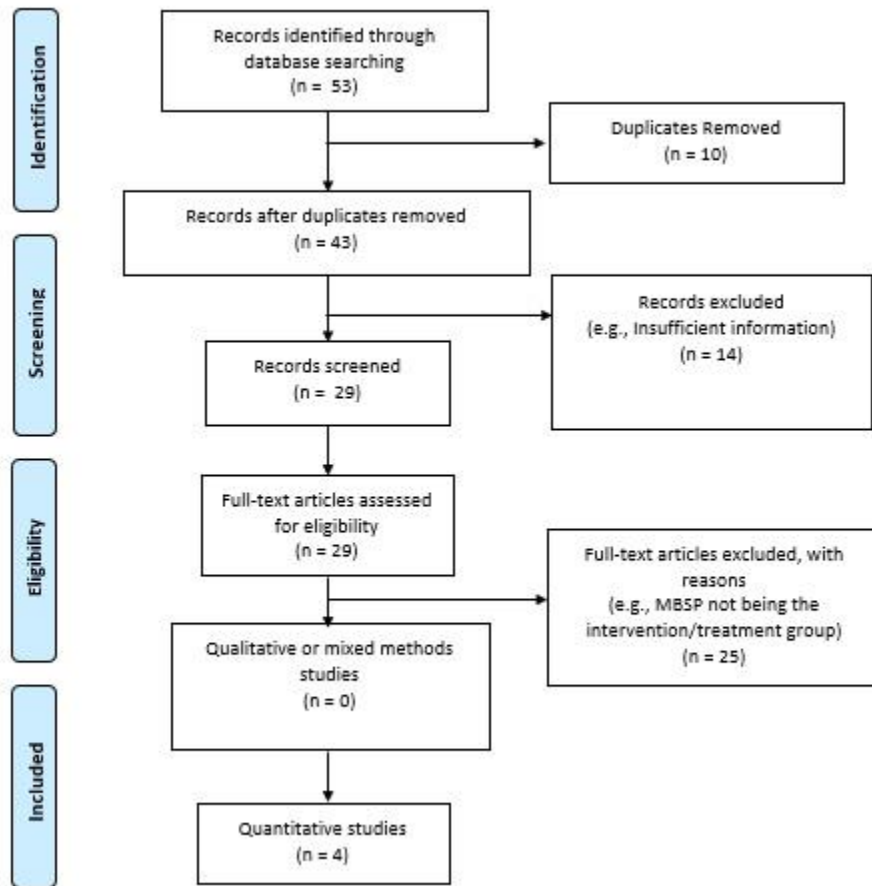 Identification
Records identified through
database searching
(n = 53)
Duplicates Removed
(n = 10)
Records after duplicates removed
(n = 43)
Screening
Records excluded
(e.g., Insufficient information)
(n = 14)
Records screened
(n = 29)
Eligibility
Full-text articles assessed
for eligibility
(n = 29)
Full-text articles excluded, with
reasons
(e.g., MBSP not being the
intervention/treatment group)
(n = 25)
Qualitative or mixed methods
studies
(n = 0)
Included
Quantitative studies
(n = 4)